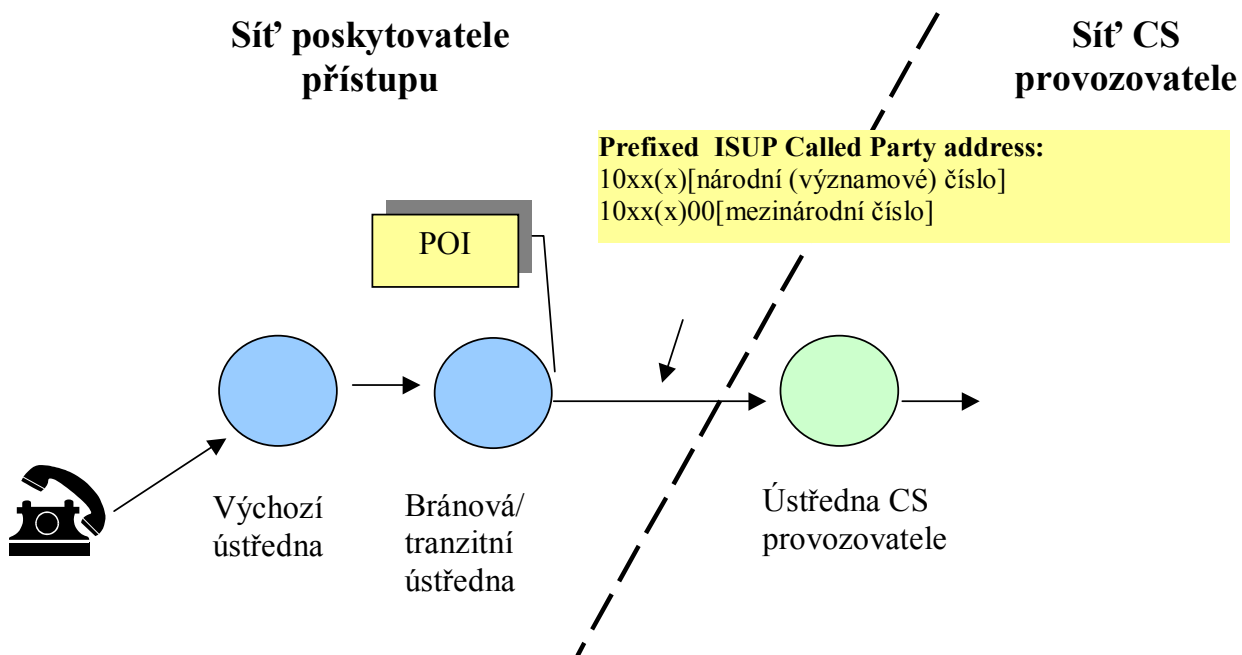 Síť poskytovatele
přístupu
Síť CS
provozovatele
Prefixed ISUP Called Party address:
10xx(x)[národní (významové) číslo]
10xx(x)00[mezinárodní číslo]
POI
Výchozí
ústředna
Bránová/
tranzitní
ústředna
Ústředna CS
provozovatele